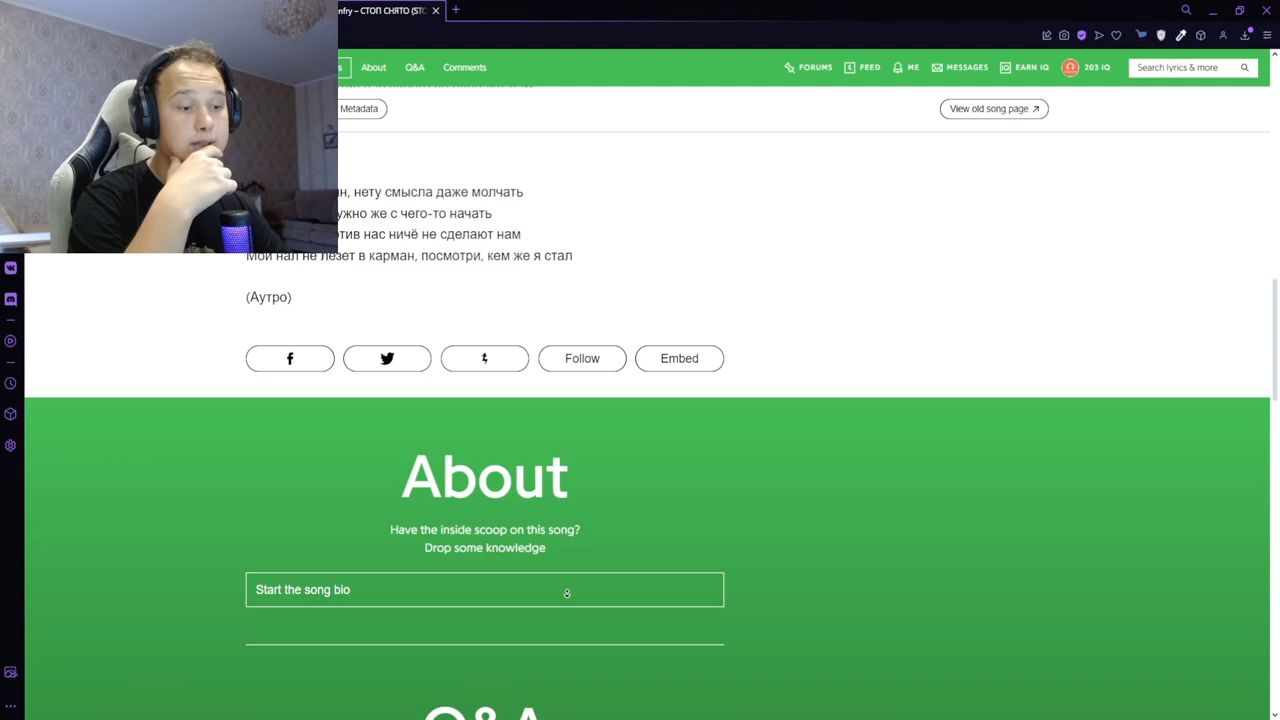 nfry – СТОП СНЯТО (STO
About
Q&A
Comments
FORUMS
FEED
ME
MESSAGES
EARN IQ
203 IQ
Search lyrics & more
Metadata
View old song page
нету смысла даже молчать
же с чего-то начать
нас ничё не сделают нам
Мой нал не лезет в карман, посмотри, кем же я стал
(Аутро)
Follow
Embed
About
Have the inside scoop on this song?
Drop some knowledge
Start the song bio
Q&A